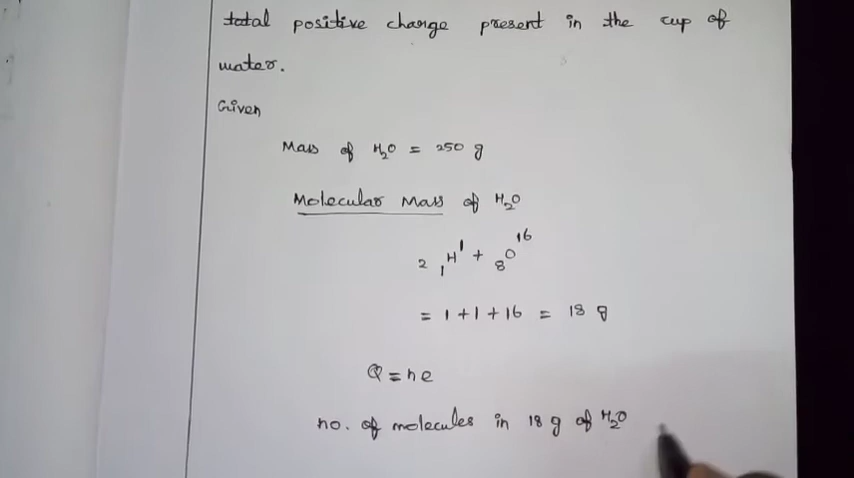 total positive charge present in the cup of
water.
Given
Mass of H₂O = 250 g
Molecular Mass of H₂O
2 ₁H¹ + ₈O¹⁶
= 1 + 1 + 16 = 18 g
Q = ne
no. of molecules in 18 g of H₂O